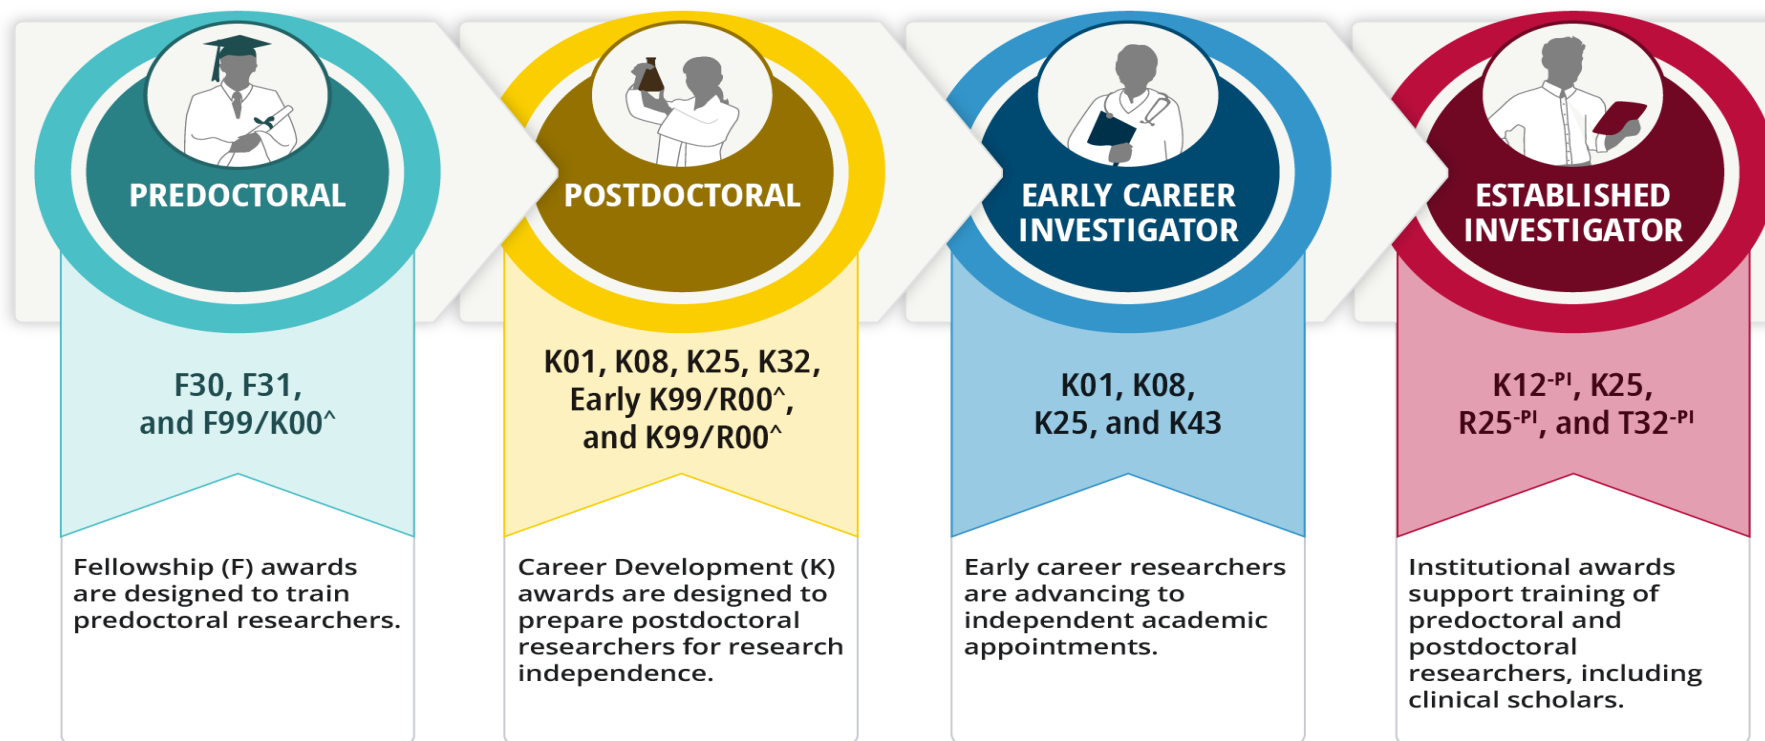 PREDOCTORAL
F30, F31,
and F99/K00^
Fellowship (F) awards
are designed to train
predoctoral researchers.
POSTDOCTORAL
K01, K08, K25, K32,
Early K99/R00^,
and K99/R00^
Career Development (K)
awards are designed to
prepare postdoctoral
researchers for research
independence.
EARLY CAREER
INVESTIGATOR
K01, K08,
K25, and K43
Early career researchers
are advancing to
independent academic
appointments.
ESTABLISHED
INVESTIGATOR
K12-PI, K25,
R25-PI, and T32-PI
Institutional awards
support training of
predoctoral and
postdoctoral
researchers, including
clinical scholars.